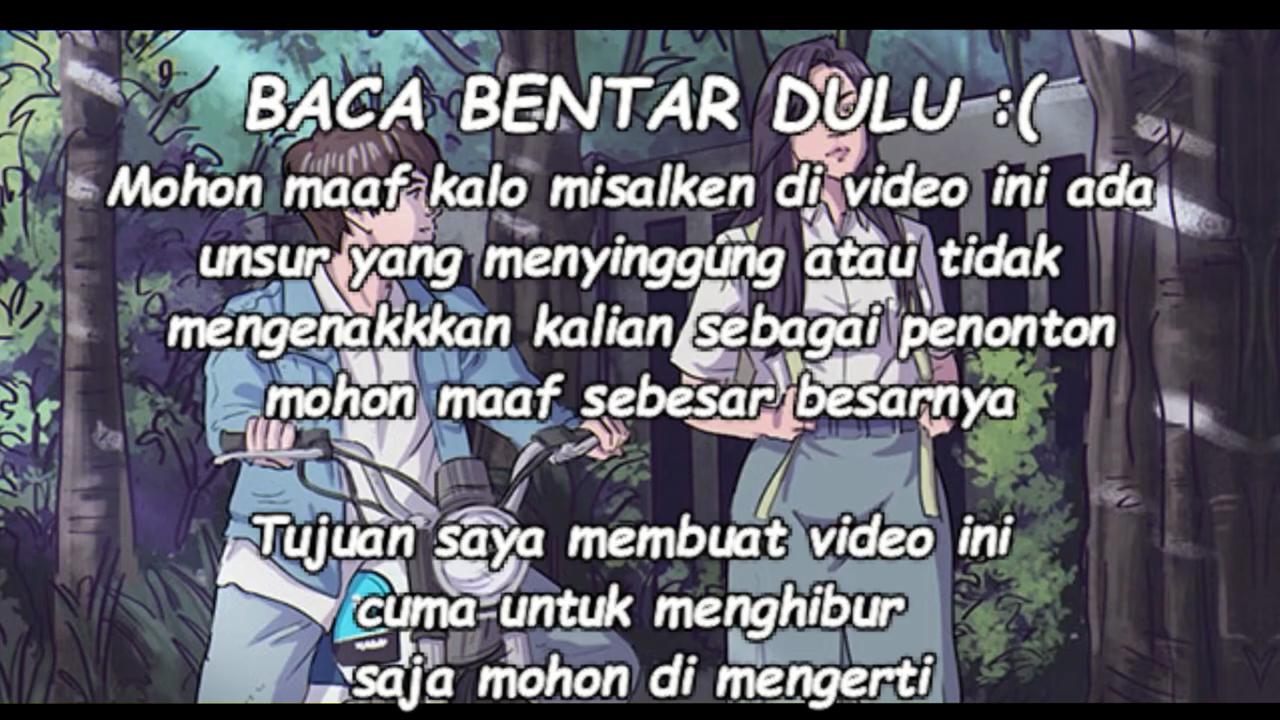 BACA BENTAR DULU :(
Mohon maaf kalo misalken di video ini ada
unsur yang menyinggung atau tidak
mengenakkkan kalian sebagai penonton
mohon maaf sebesar besarnya
Tujuan saya membuat video ini
cuma untuk menghibur
saja mohon di mengerti